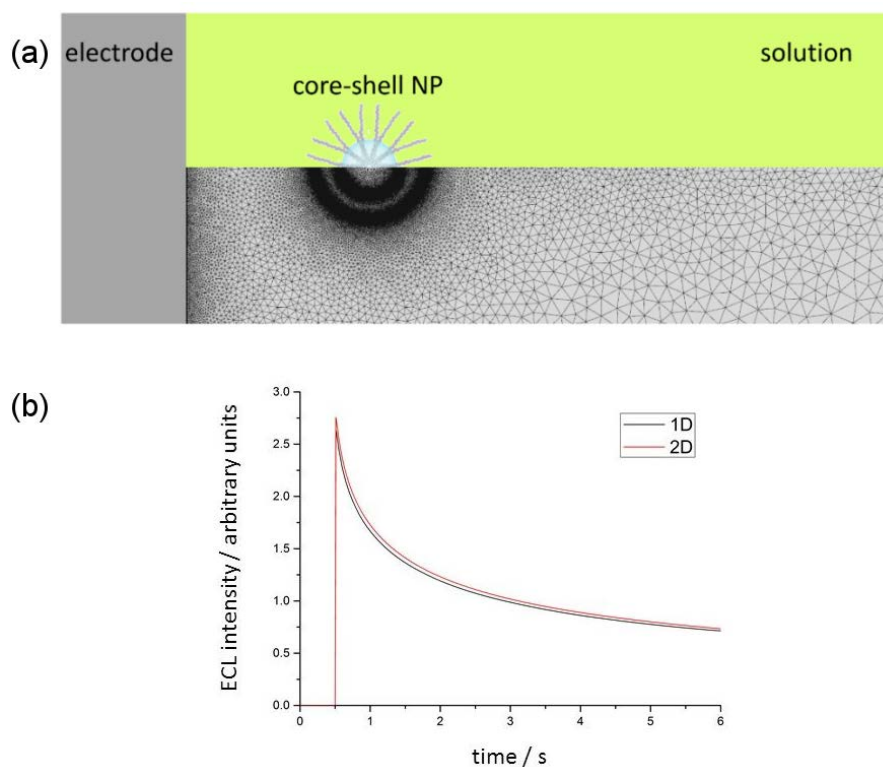 (a)
electrode
solution
core-shell NP
(b)
3.0
2.5
2.0
1.5
1.0
0.5
0.0
ECL intensity / arbitrary units
1D
2D
0 1 2 3 4 5 6
time / s